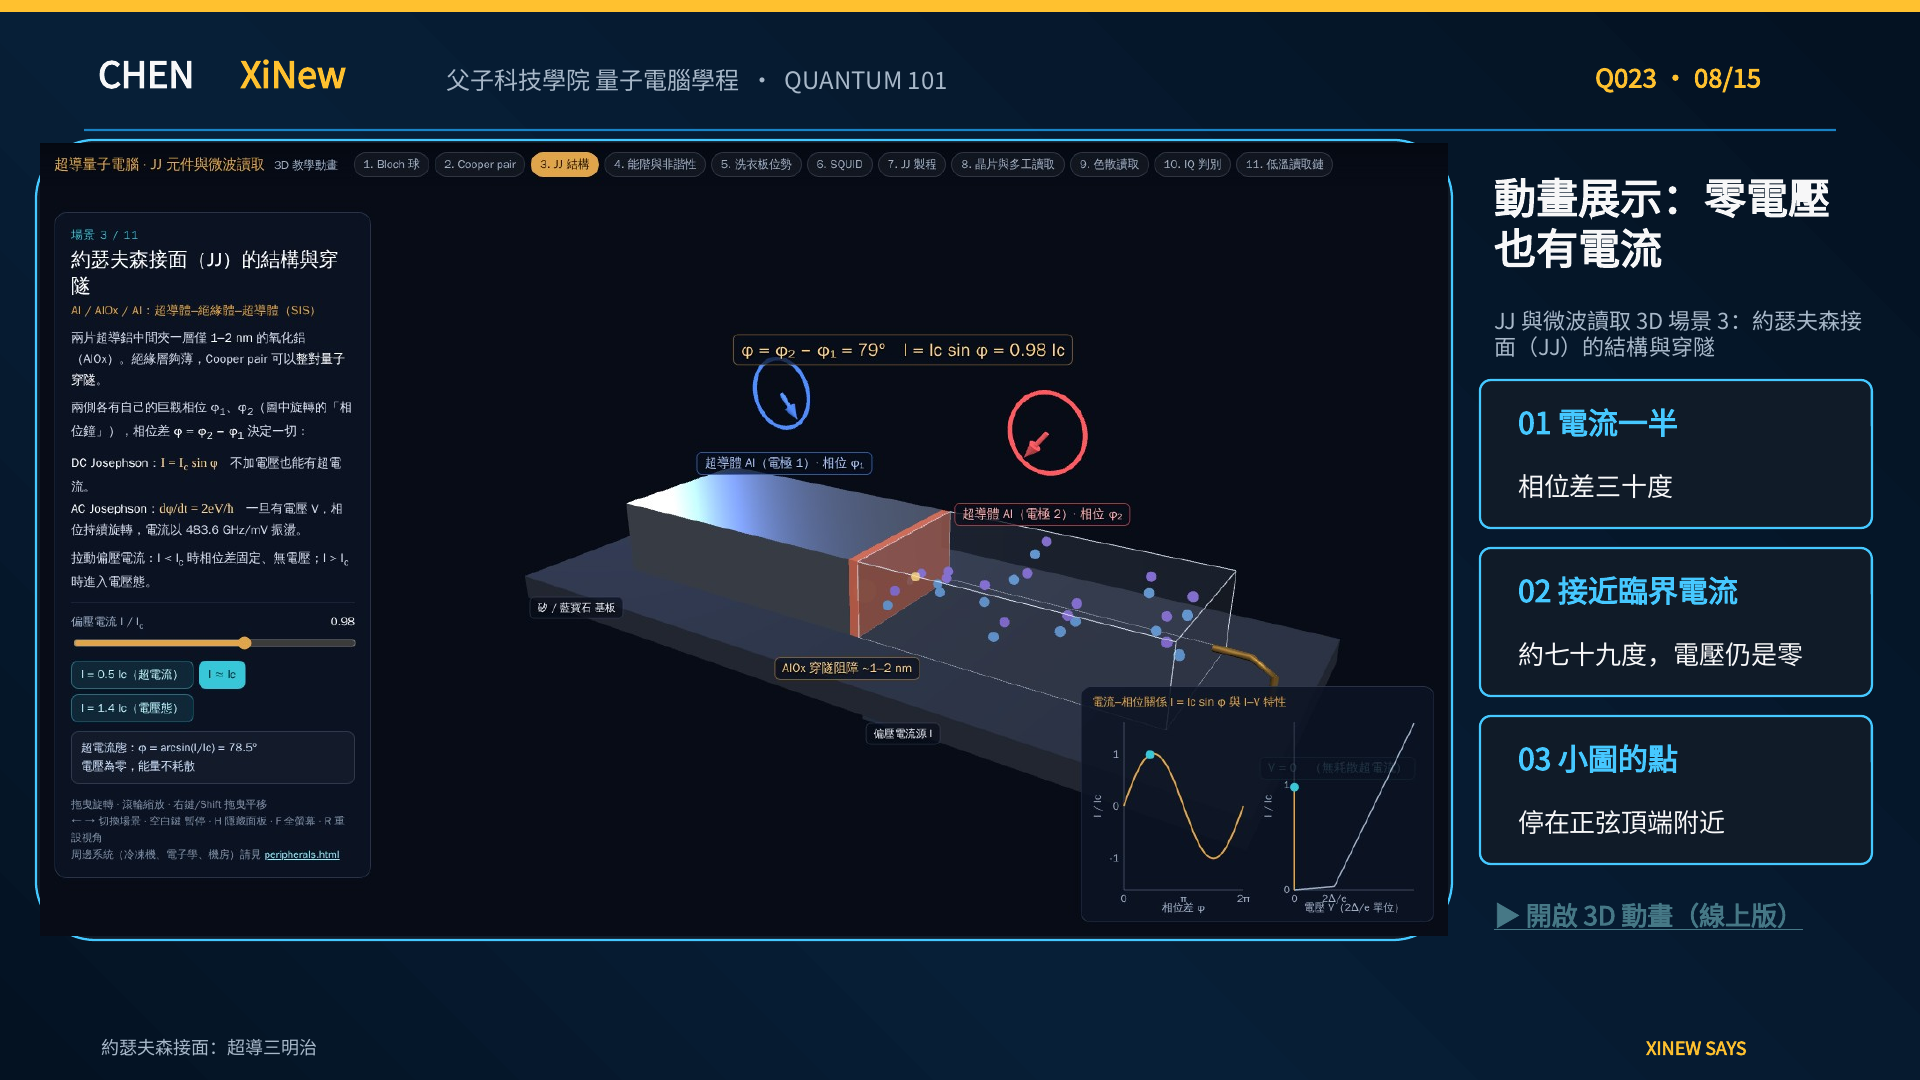 CHEN XiNew
父子科技學院 量子電腦學程 · QUANTUM 101
Q023 · 08/15
超導量子電腦 · JJ 元件與微波讀取 3D 教學動畫
1. Bloch 球
2. Cooper pair
3. JJ 結構
4. 能階與非諧性
5. 洗衣板位勢
6. SQUID
7. JJ 製程
8. 晶片與多工讀取
9. 色散讀取
10. IQ 判別
11. 低溫讀取鏈
場景 3 / 11
約瑟夫森接面（JJ）的結構與穿
隧
Al / AlOx / Al：超導體–絕緣體–超導體（SIS）
兩片超導鋁中間夾一層僅 1–2 nm 的氧化鋁
（AlOx）。絕緣層夠薄，Cooper pair 可以整對量子
穿隧。
兩側各有自己的巨觀相位 φ₁、φ₂（圖中旋轉的「相
位鐘」），相位差 φ = φ₂ − φ₁ 決定一切：
DC Josephson：I = I꜀ sin φ 不加電壓也能有超電
流。
AC Josephson：dφ/dt = 2eV/ℏ 一旦有電壓 V，相
位持續旋轉，電流以 483.6 GHz/mV 振盪。
拉動偏壓電流：I < I꜀ 時相位差固定、無電壓；I > I꜀
時進入電壓態。
偏壓電流 I / I꜀ 0.98
I = 0.5 Ic（超電流）
I ≈ Ic
I = 1.4 Ic（電壓態）
超電流態：φ = arcsin(I/Ic) = 78.5°
電壓為零，能量不耗散
拖曳旋轉 · 滾輪縮放 · 右鍵/Shift 拖曳平移
← → 切換場景 · 空白鍵 暫停 · H 隱藏面板 · F 全螢幕 · R 重
設視角
周邊系統（冷凍機、電子學、機房）請見 peripherals.html
φ = φ₂ − φ₁ = 79° I = Ic sin φ = 0.98 Ic
超導體 Al（電極 1）· 相位 φ₁
超導體 Al（電極 2）· 相位 φ₂
矽 / 藍寶石 基板
AlOx 穿隧阻障 ~1–2 nm
偏壓電流源 I
電流–相位關係 I = Ic sin φ 與 I–V 特性
V = 0 （無耗散超電流）
I / Ic
1
0
-1
0 π 2π
相位差 φ
I / Ic
1
0
0 2Δ/e
電壓 V（2Δ/e 單位）
動畫展示：零電壓
也有電流
JJ 與微波讀取 3D 場景 3：約瑟夫森接
面（JJ）的結構與穿隧
01 電流一半
相位差三十度
02 接近臨界電流
約七十九度，電壓仍是零
03 小圖的點
停在正弦頂端附近
▶ 開啟 3D 動畫（線上版）
約瑟夫森接面：超導三明治
XINEW SAYS